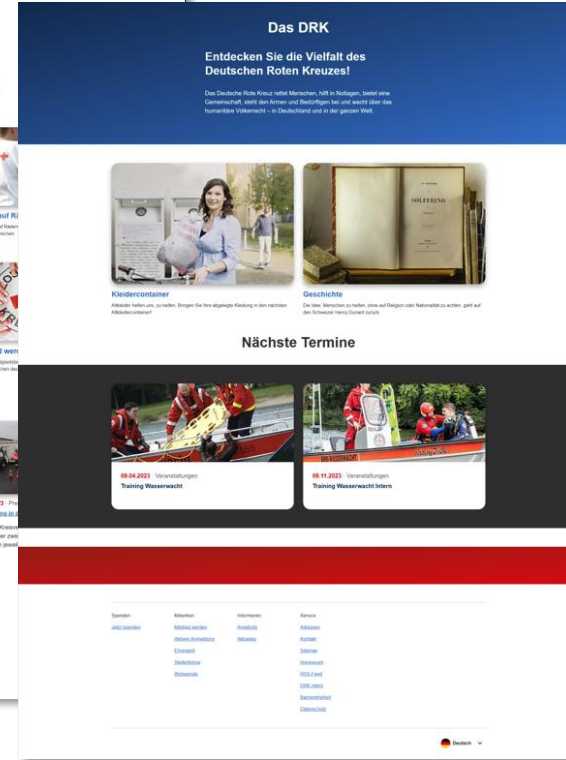 Das DRK
Entdecken Sie die Vielfalt des
Deutschen Roten Kreuzes!
Das Deutsche Rote Kreuz rettet Menschen, hilft in Notlagen, bietet eine
Gemeinschaft, steht den Armen und Bedürftigen bei und wacht über das
humanitäre Völkerrecht – in Deutschland und in der ganzen Welt.
SOLFERINO
Kleidercontainer
Altkleider helfen uns, zu helfen. Bringen Sie Ihre abgelegte Kleidung in den nächsten
Altkleidercontainer!
Geschichte
Die Idee, Menschen zu helfen, ohne auf Religion oder Nationalität zu achten, geht auf
den Schweizer Henry Dunant zurück.
Nächste Termine
09.04.2023 · Veranstaltungen
Training Wasserwacht
09.11.2023 · Veranstaltungen
Training Wasserwacht Intern
Spenden
Jetzt spenden
Mitwirken
Mitglied werden
Aktiven Anmeldung
Ehrenamt
Stellenbörse
Blutspende
Informieren
Angebote
Aktuelles
Service
Adressen
Kontakt
Sitemap
Impressum
RSS-Feed
DRK intern
Barrierefreiheit
Datenschutz
Deutsch